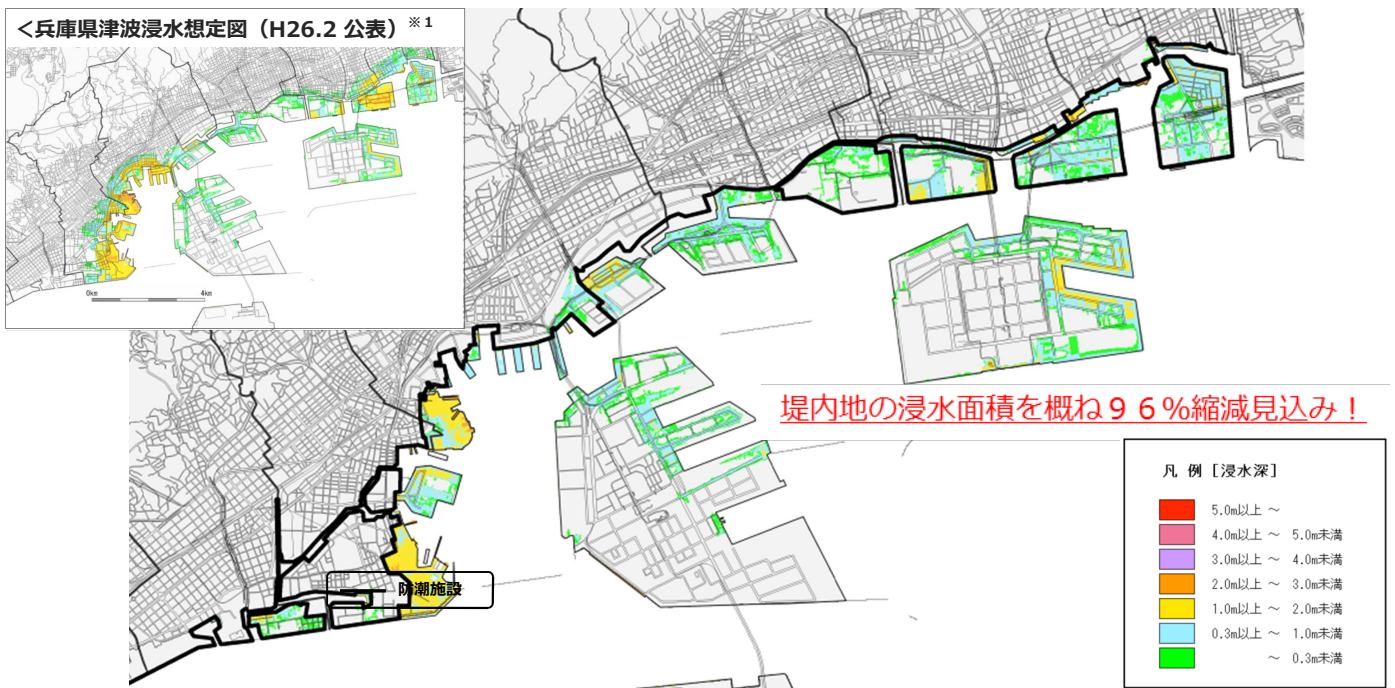 <兵庫県津波浸水想定図（H26.2 公表）※1
0km 4km
堤内地の浸水面積を概ね９６％縮減見込み！
防潮施設
凡 例 [浸水深]
5.0m以上 ～
4.0m以上 ～ 5.0m未満
3.0m以上 ～ 4.0m未満
2.0m以上 ～ 3.0m未満
1.0m以上 ～ 2.0m未満
0.3m以上 ～ 1.0m未満
～ 0.3m未満